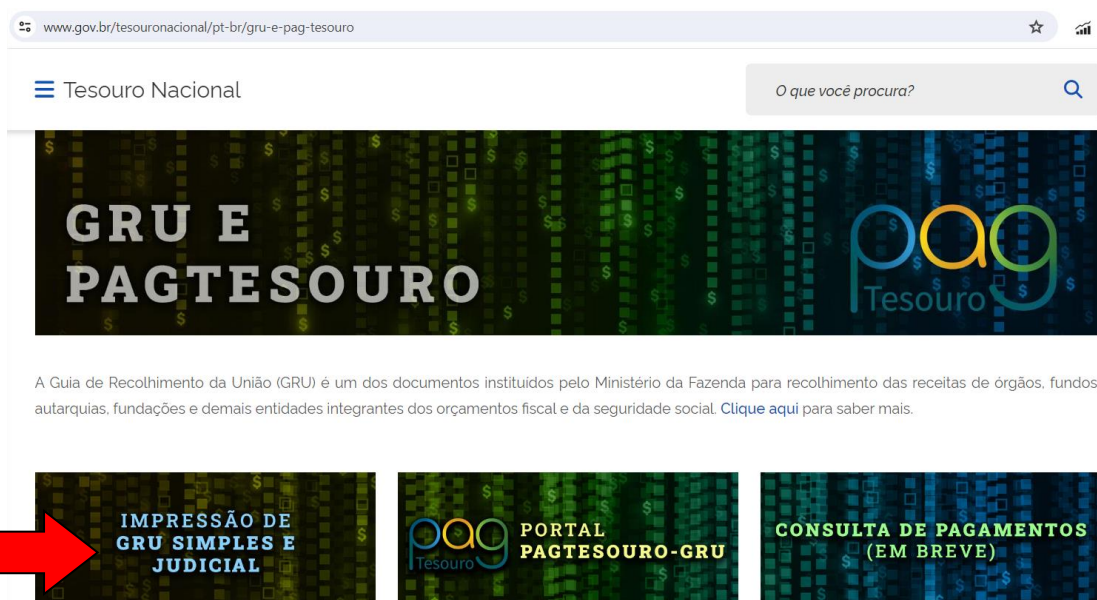 www.gov.br/tesouronacional/pt-br/gru-e-pag-tesouro
Tesouro Nacional
O que você procura?
GRU E
PAGTESOURO
pag
Tesouro
A Guia de Recolhimento da União (GRU) é um dos documentos instituídos pelo Ministério da Fazenda para recolhimento das receitas de órgãos, fundos
autarquias, fundações e demais entidades integrantes dos orçamentos fiscal e da seguridade social. Clique aqui para saber mais.
IMPRESSÃO DE
GRU SIMPLES E
JUDICIAL
pag
Tesouro
PORTAL
PAGTESOURO-GRU
CONSULTA DE PAGAMENTOS
(EM BREVE)